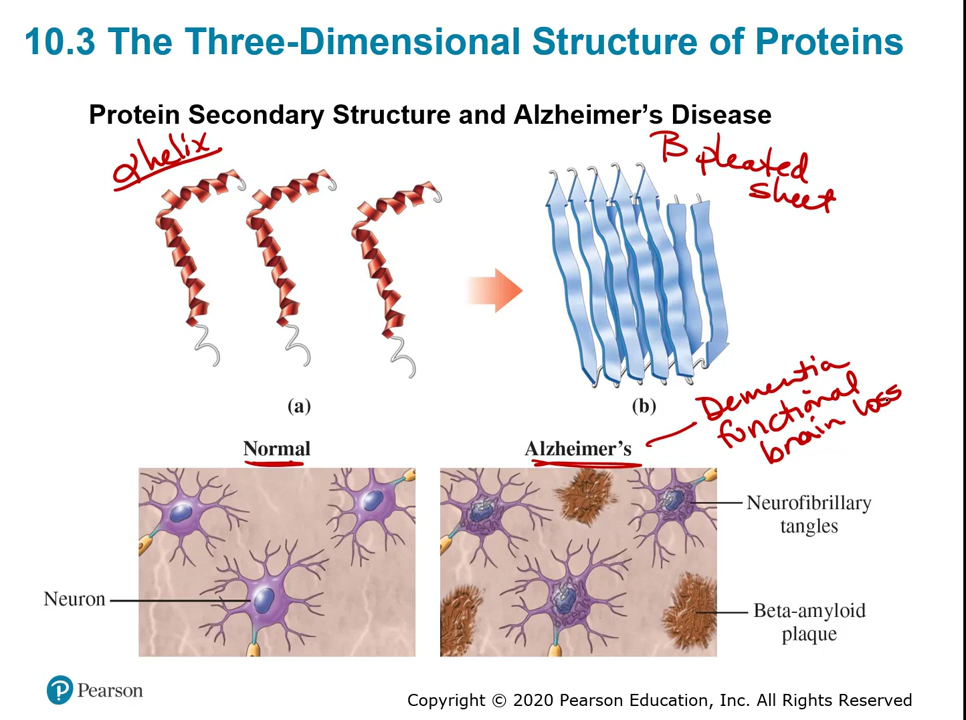 10.3 The Three-Dimensional Structure of Proteins
Protein Secondary Structure and Alzheimer's Disease
α helix
B pleated
sheet
(a)
(b)
Dementia
functional
brain loss
Normal
Alzheimer's
Neurofibrillary
tangles
Neuron
Beta-amyloid
plaque
P Pearson
Copyright © 2020 Pearson Education, Inc. All Rights Reserved